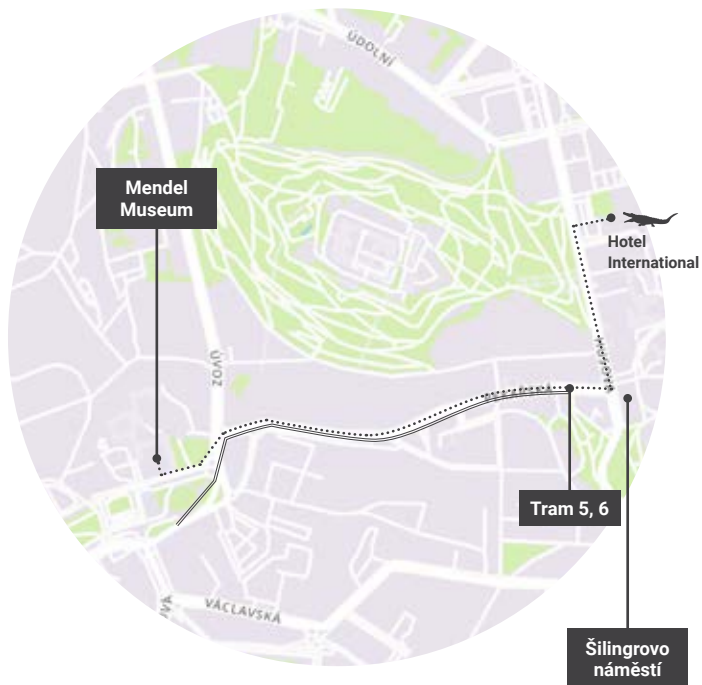 ÚDOLNÍ
Mendel
Museum
Hotel
International
ÚVOZ
Tram 5, 6
VÁCLAVSKÁ
Šilingrovo
náměstí